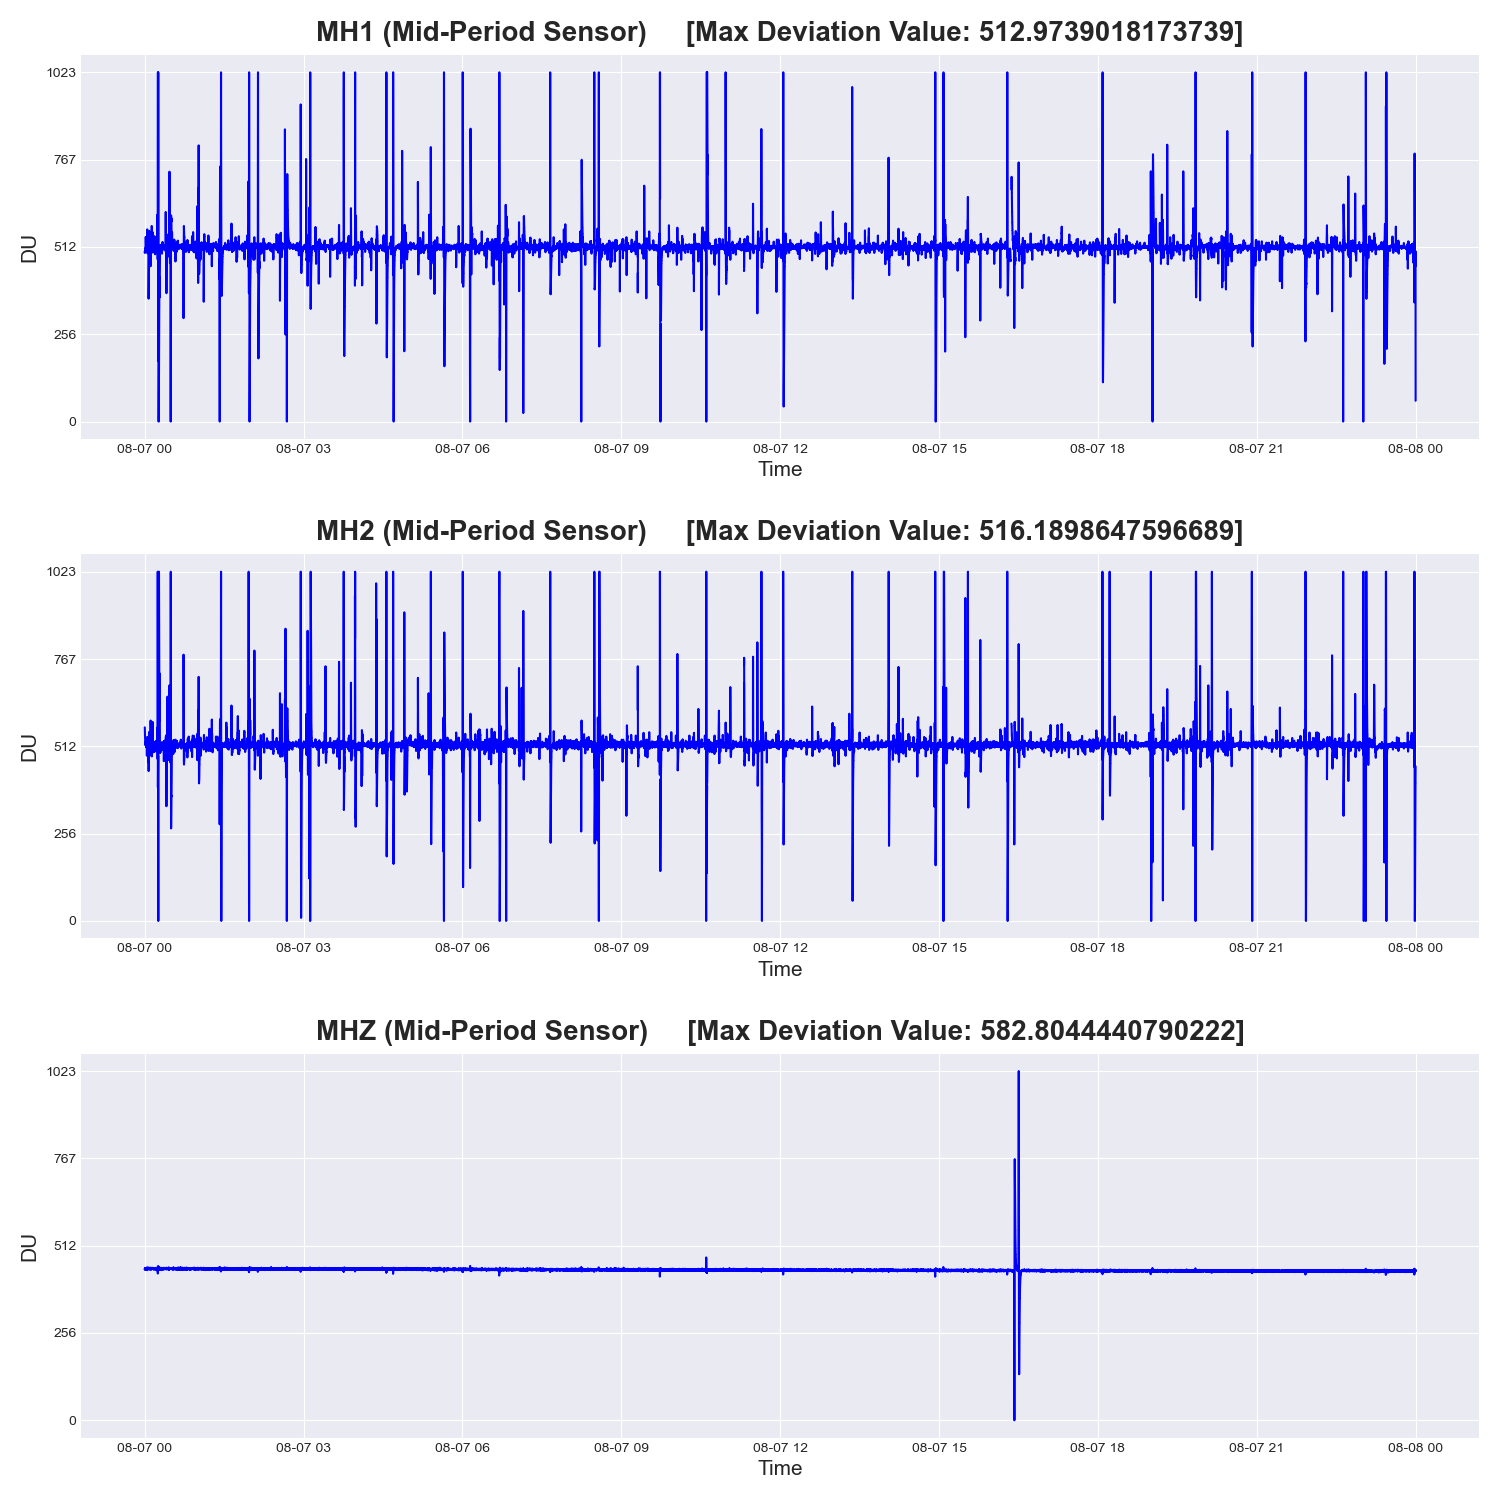 MH1 (Mid-Period Sensor) [Max Deviation Value: 512.9739018173739]
1023
767
512
256
0
DU
08-07 00 08-07 03 08-07 06 08-07 09 08-07 12 08-07 15 08-07 18 08-07 21 08-08 00
Time
MH2 (Mid-Period Sensor) [Max Deviation Value: 516.1898647596689]
1023
767
512
256
0
DU
08-07 00 08-07 03 08-07 06 08-07 09 08-07 12 08-07 15 08-07 18 08-07 21 08-08 00
Time
MHZ (Mid-Period Sensor) [Max Deviation Value: 582.8044440790222]
1023
767
512
256
0
DU
08-07 00 08-07 03 08-07 06 08-07 09 08-07 12 08-07 15 08-07 18 08-07 21 08-08 00
Time